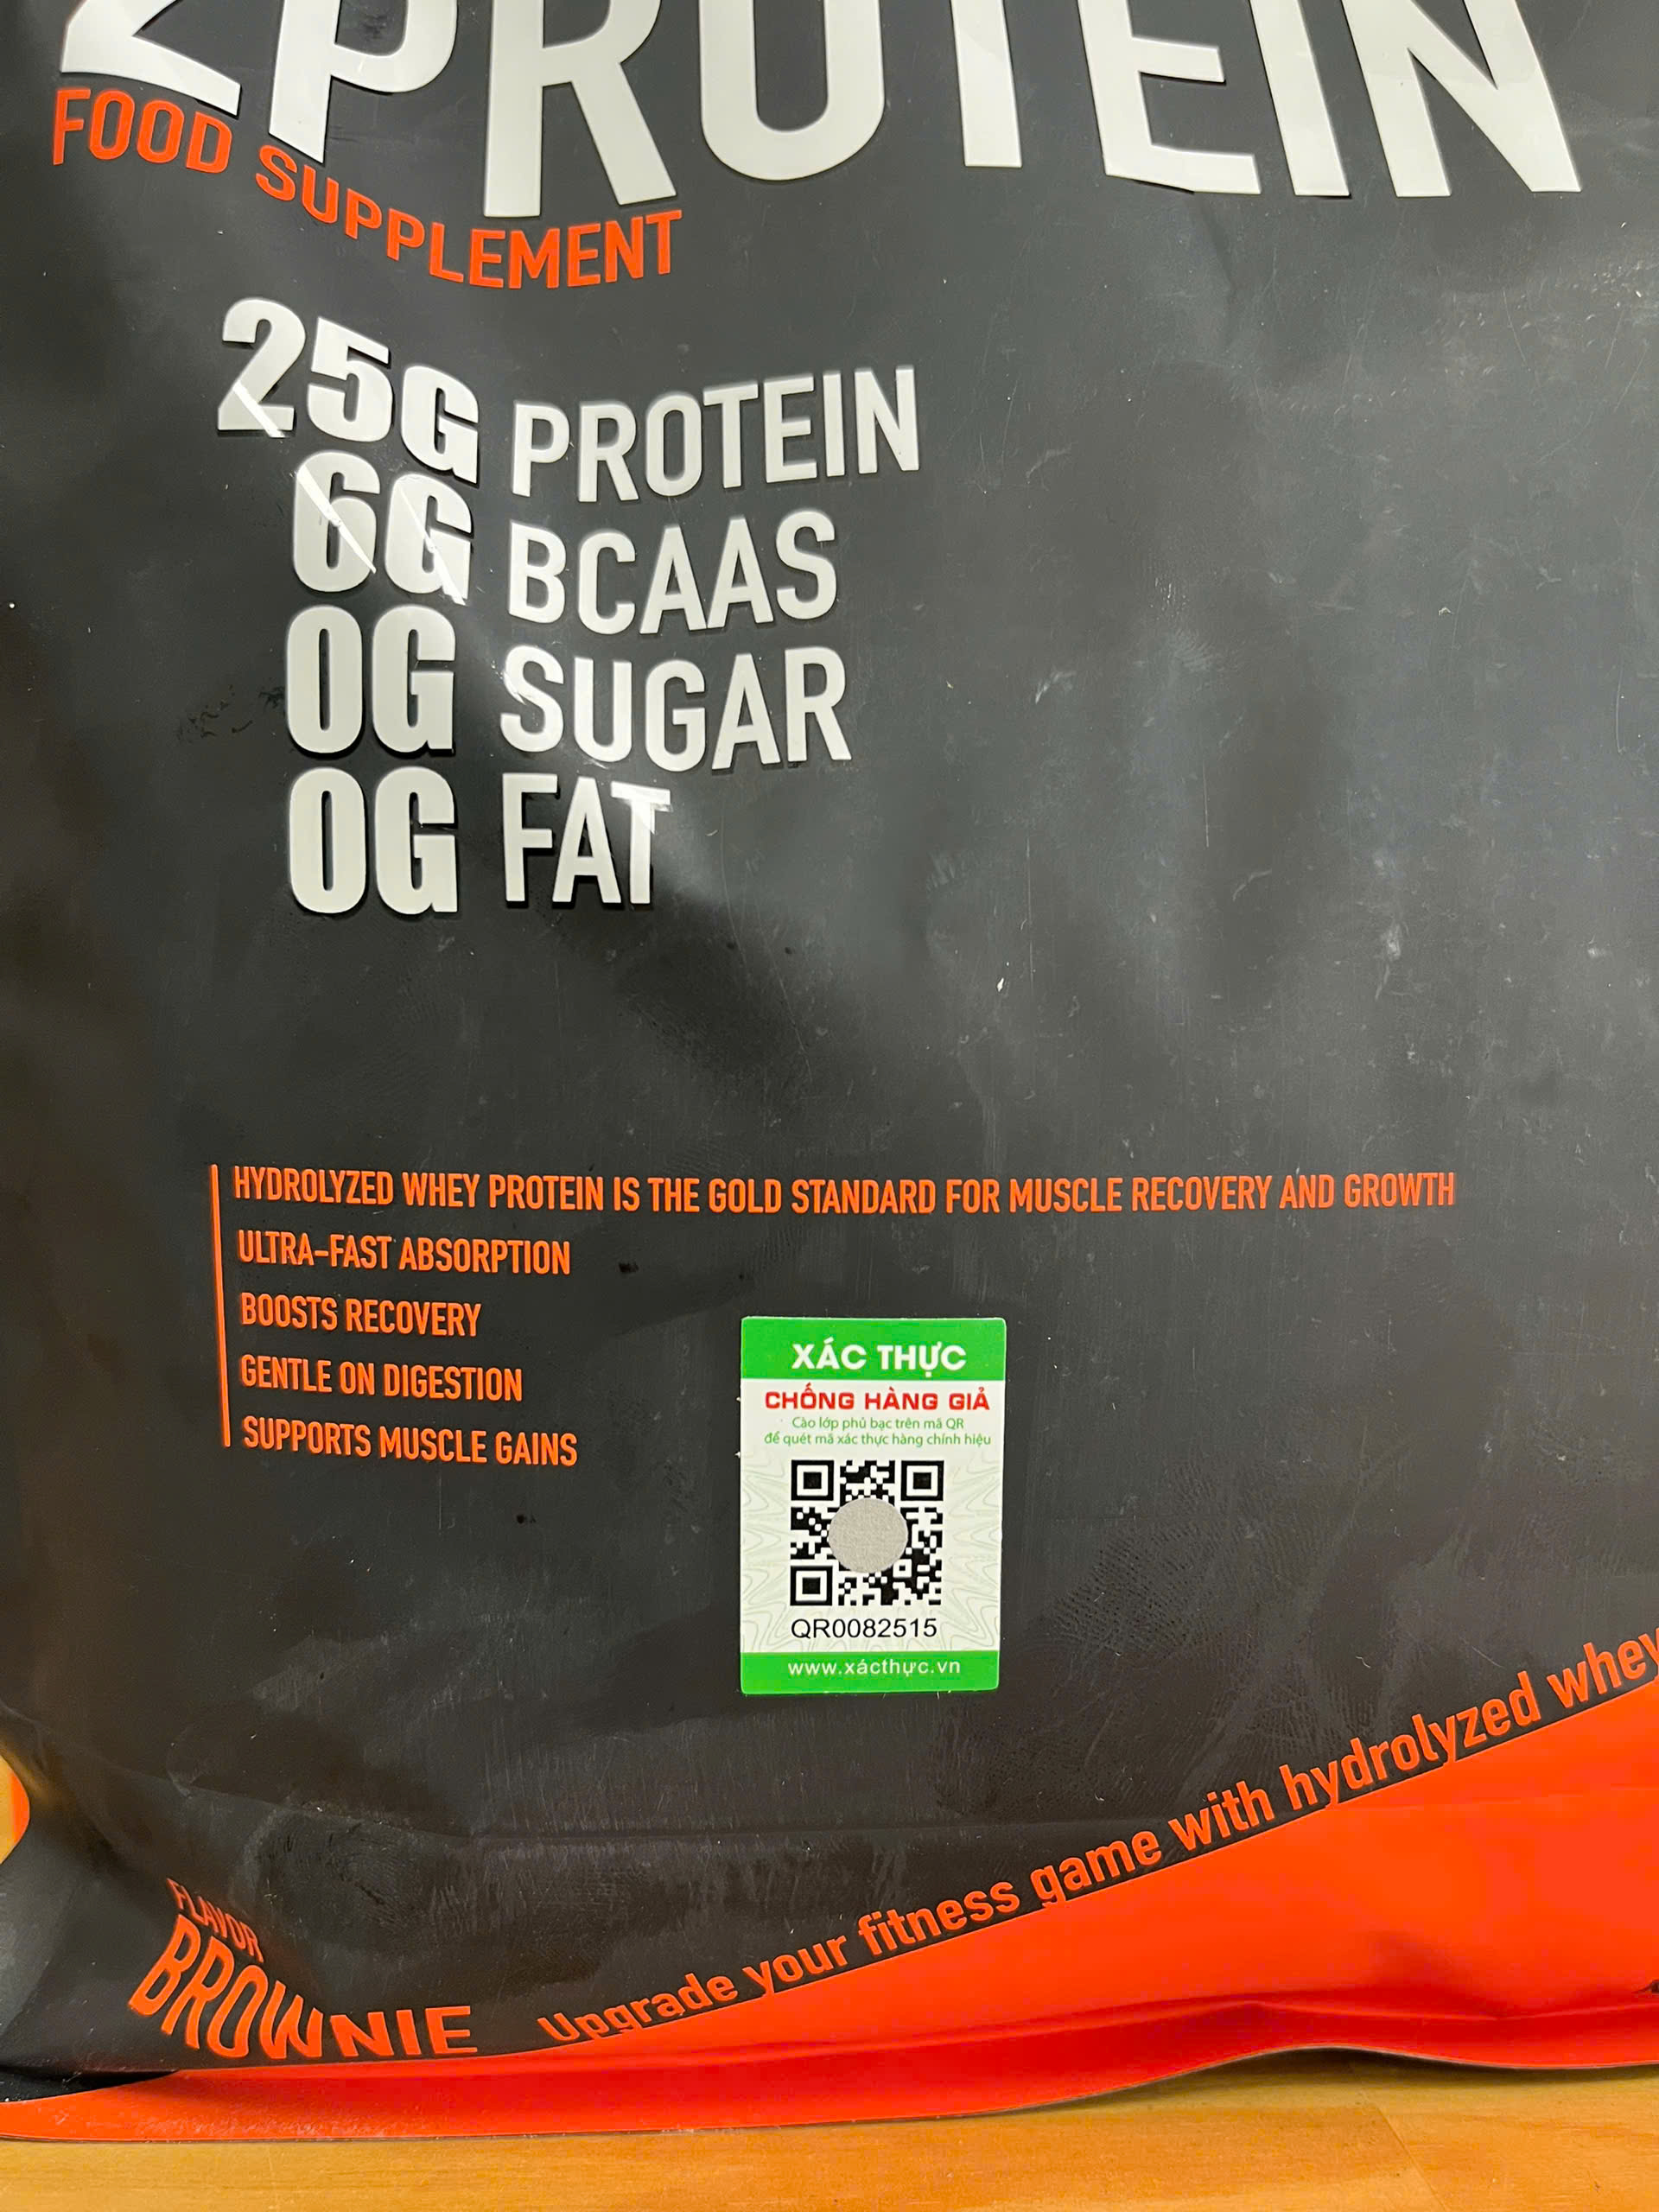 PROTEIN
FOOD SUPPLEMENT
25G PROTEIN
6G BCAAS
0G SUGAR
0G FAT
HYDROLYZED WHEY PROTEIN IS THE GOLD STANDARD FOR MUSCLE RECOVERY AND GROWTH
ULTRA-FAST ABSORPTION
BOOSTS RECOVERY
GENTLE ON DIGESTION
SUPPORTS MUSCLE GAINS
XÁC THỰC
CHỐNG HÀNG GIẢ
Cào lớp phủ bạc trên mã QR
để quét mã xác thực hàng chính hiệu
QR0082515
www.xácthực.vn
FLAVOR
BROWNIE
Upgrade your fitness game with hydrolyzed whey